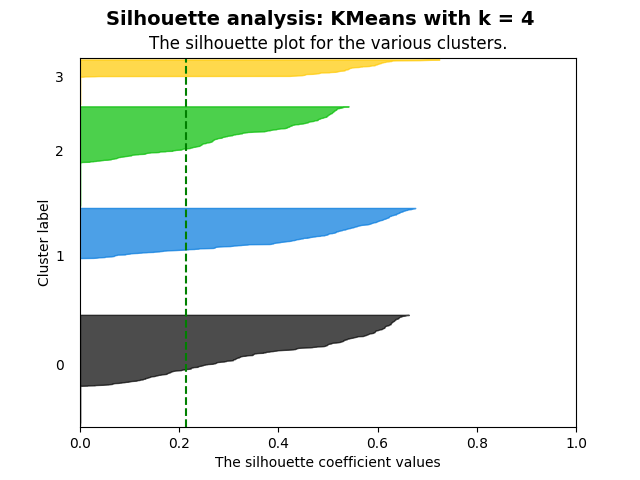 Silhouette analysis: KMeans with k = 4
The silhouette plot for the various clusters.
3
2
1
0
Cluster label
0.0 0.2 0.4 0.6 0.8 1.0
The silhouette coefficient values